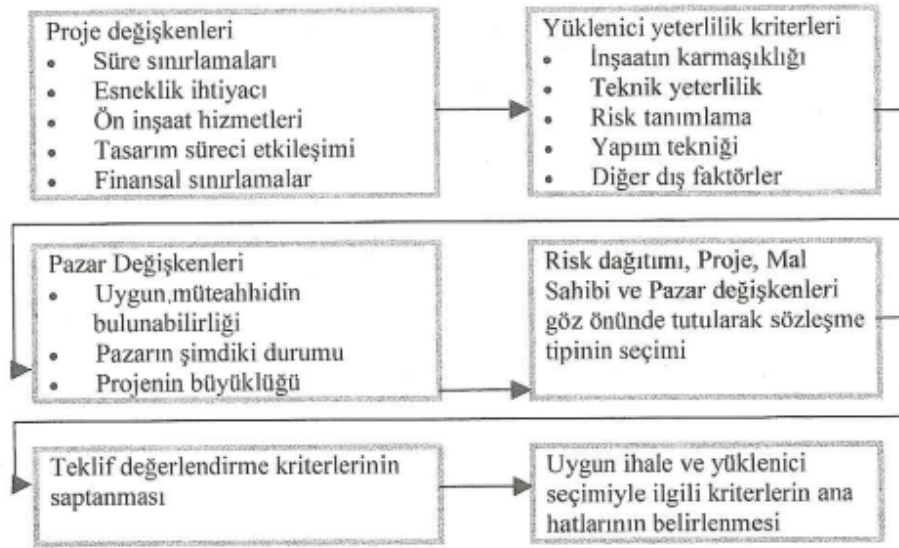 Proje değişkenleri
• Süre sınırlamaları
• Esneklik ihtiyacı
• Ön inşaat hizmetleri
• Tasarım süreci etkileşimi
• Finansal sınırlamalar
Yüklenici yeterlilik kriterleri
• İnşaatın karmaşıklığı
• Teknik yeterlilik
• Risk tanımlama
• Yapım tekniği
• Diğer dış faktörler
Pazar Değişkenleri
• Uygun,müteahhidin
bulunabilirliği
• Pazarın şimdiki durumu
• Projenin büyüklüğü
Risk dağıtımı, Proje, Mal
Sahibi ve Pazar değişkenleri
göz önünde tutularak sözleşme
tipinin seçimi
Teklif değerlendirme kriterlerinin
saptanması
Uygun ihale ve yüklenici
seçimiyle ilgili kriterlerin ana
hatlarının belirlenmesi